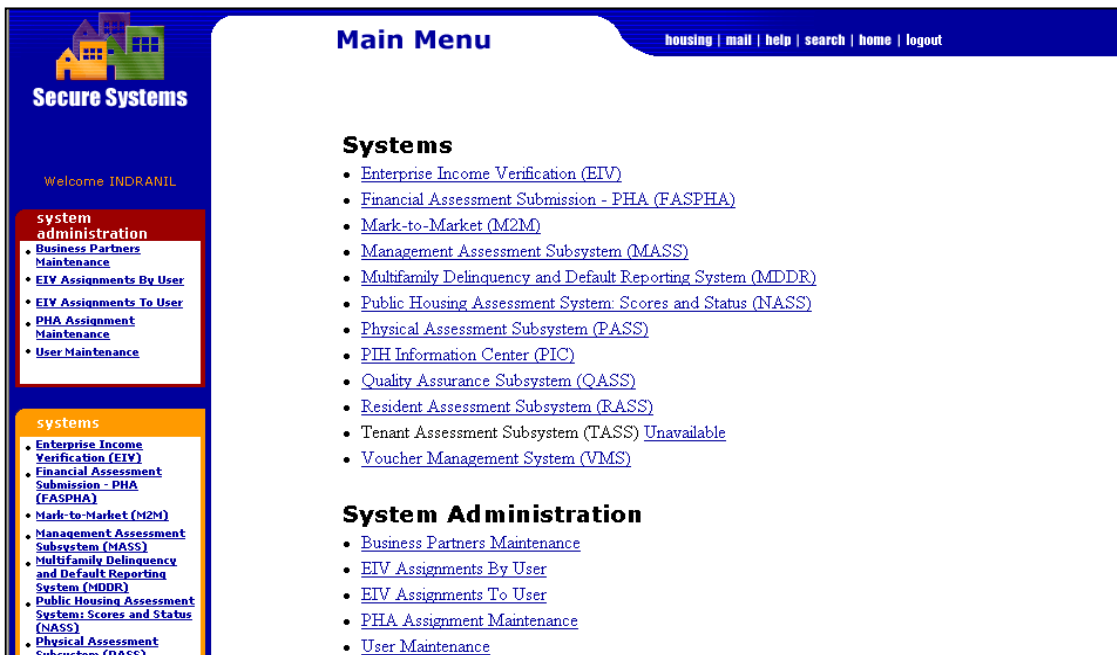 Main Menu
housing | mail | help | search | home | logout
Secure Systems
Welcome INDRANIL
system
administration
Business Partners
Maintenance
EIV Assignments By User
EIV Assignments To User
PHA Assignment
Maintenance
User Maintenance
systems
Enterprise Income
Verification (EIV)
Financial Assessment
Submission - PHA
(FASPHA)
Mark-to-Market (M2M)
Management Assessment
Subsystem (MASS)
Multifamily Delinquency
and Default Reporting
System (MDDR)
Public Housing Assessment
System: Scores and Status
(NASS)
Physical Assessment
Subsystem (PASS)
Systems
Enterprise Income Verification (EIV)
Financial Assessment Submission - PHA (FASPHA)
Mark-to-Market (M2M)
Management Assessment Subsystem (MASS)
Multifamily Delinquency and Default Reporting System (MDDR)
Public Housing Assessment System: Scores and Status (NASS)
Physical Assessment Subsystem (PASS)
PIH Information Center (PIC)
Quality Assurance Subsystem (QASS)
Resident Assessment Subsystem (RASS)
Tenant Assessment Subsystem (TASS) Unavailable
Voucher Management System (VMS)
System Administration
Business Partners Maintenance
EIV Assignments By User
EIV Assignments To User
PHA Assignment Maintenance
User Maintenance